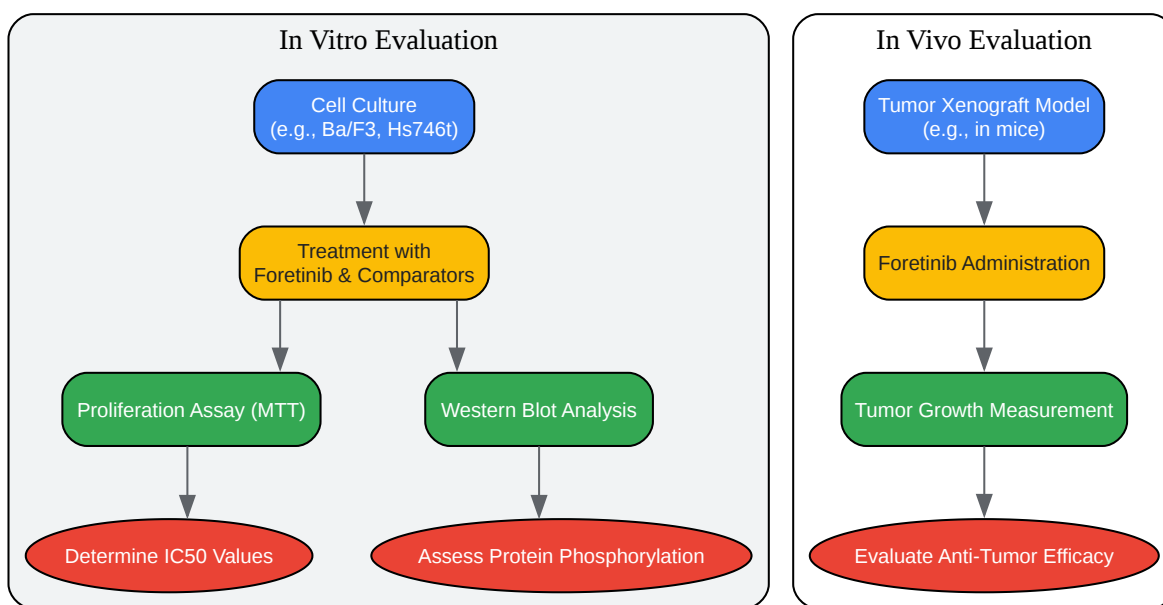 In Vitro Evaluation
Cell Culture
(e.g., Ba/F3, Hs746t)
Treatment with
Foretinib & Comparators
Proliferation Assay (MTT)
Western Blot Analysis
Determine IC50 Values
Assess Protein Phosphorylation
In Vivo Evaluation
Tumor Xenograft Model
(e.g., in mice)
Foretinib Administration
Tumor Growth Measurement
Evaluate Anti-Tumor Efficacy